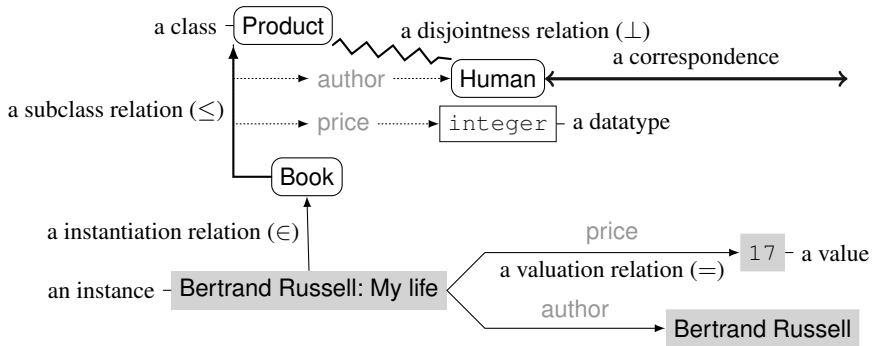 a class
Product
a disjointness relation (⊥)
a correspondence
author
Human
a subclass relation (≤)
price
integer
a datatype
Book
a instantiation relation (∈)
price
17
a value
a valuation relation (=)
an instance
Bertrand Russell: My life
author
Bertrand Russell